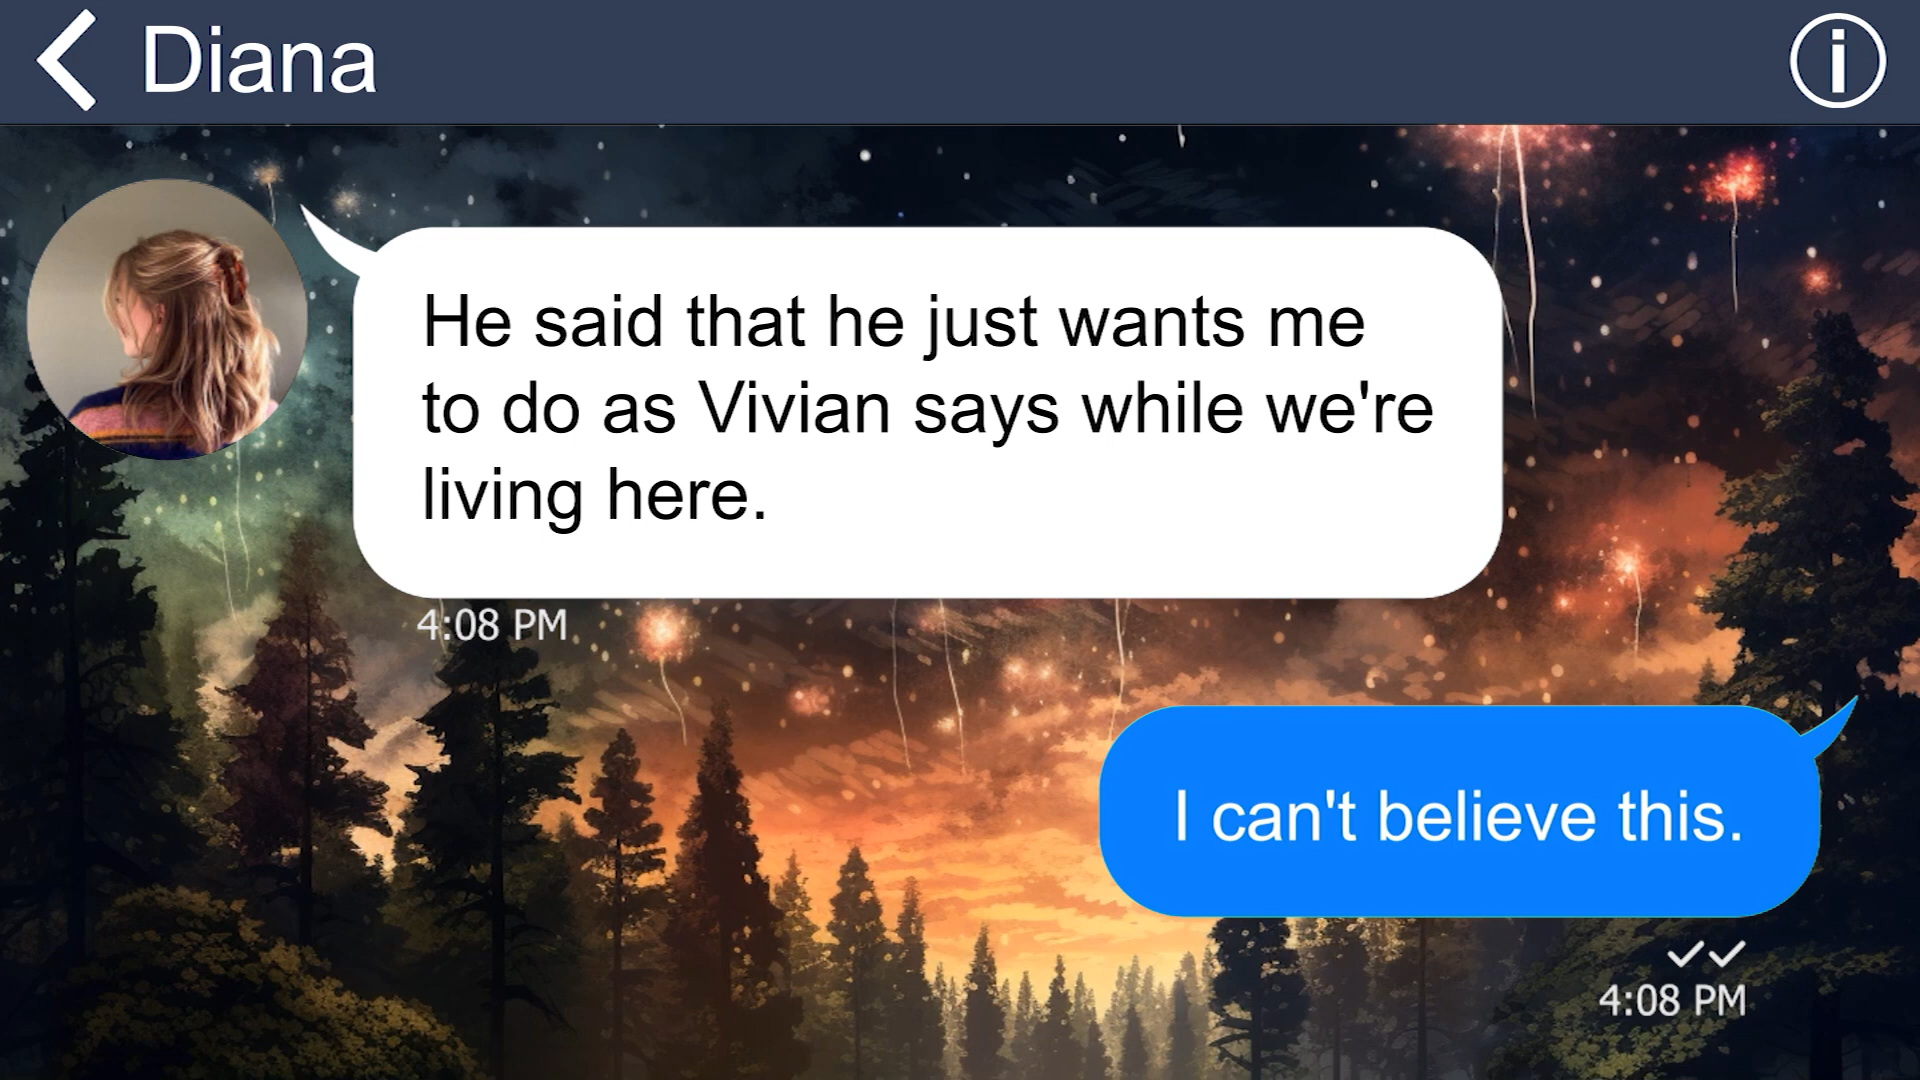 Diana
He said that he just wants me
to do as Vivian says while we're
living here.
4:08 PM
I can't believe this.
4:08 PM